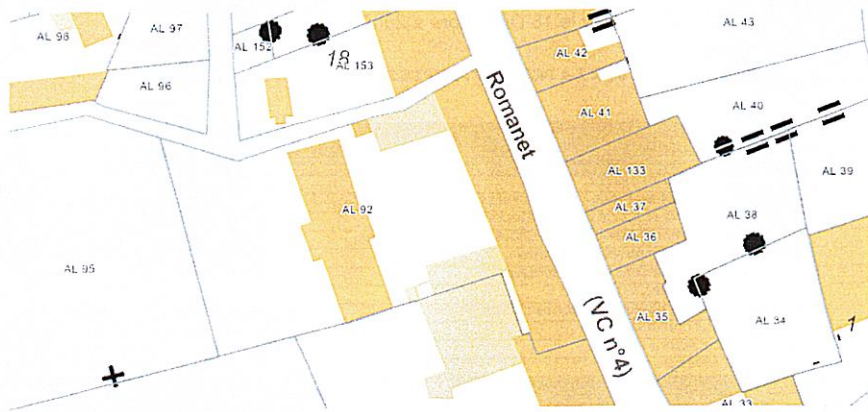 AL 98
AL 97
AL 152
18
AL 153
AL 96
AL 43
AL 42
AL 41
AL 40
AL 39
AL 133
AL 37
AL 36
AL 38
AL 92
AL 95
AL 35
AL 34
1
AL 33
Romanet
(VC n°4)